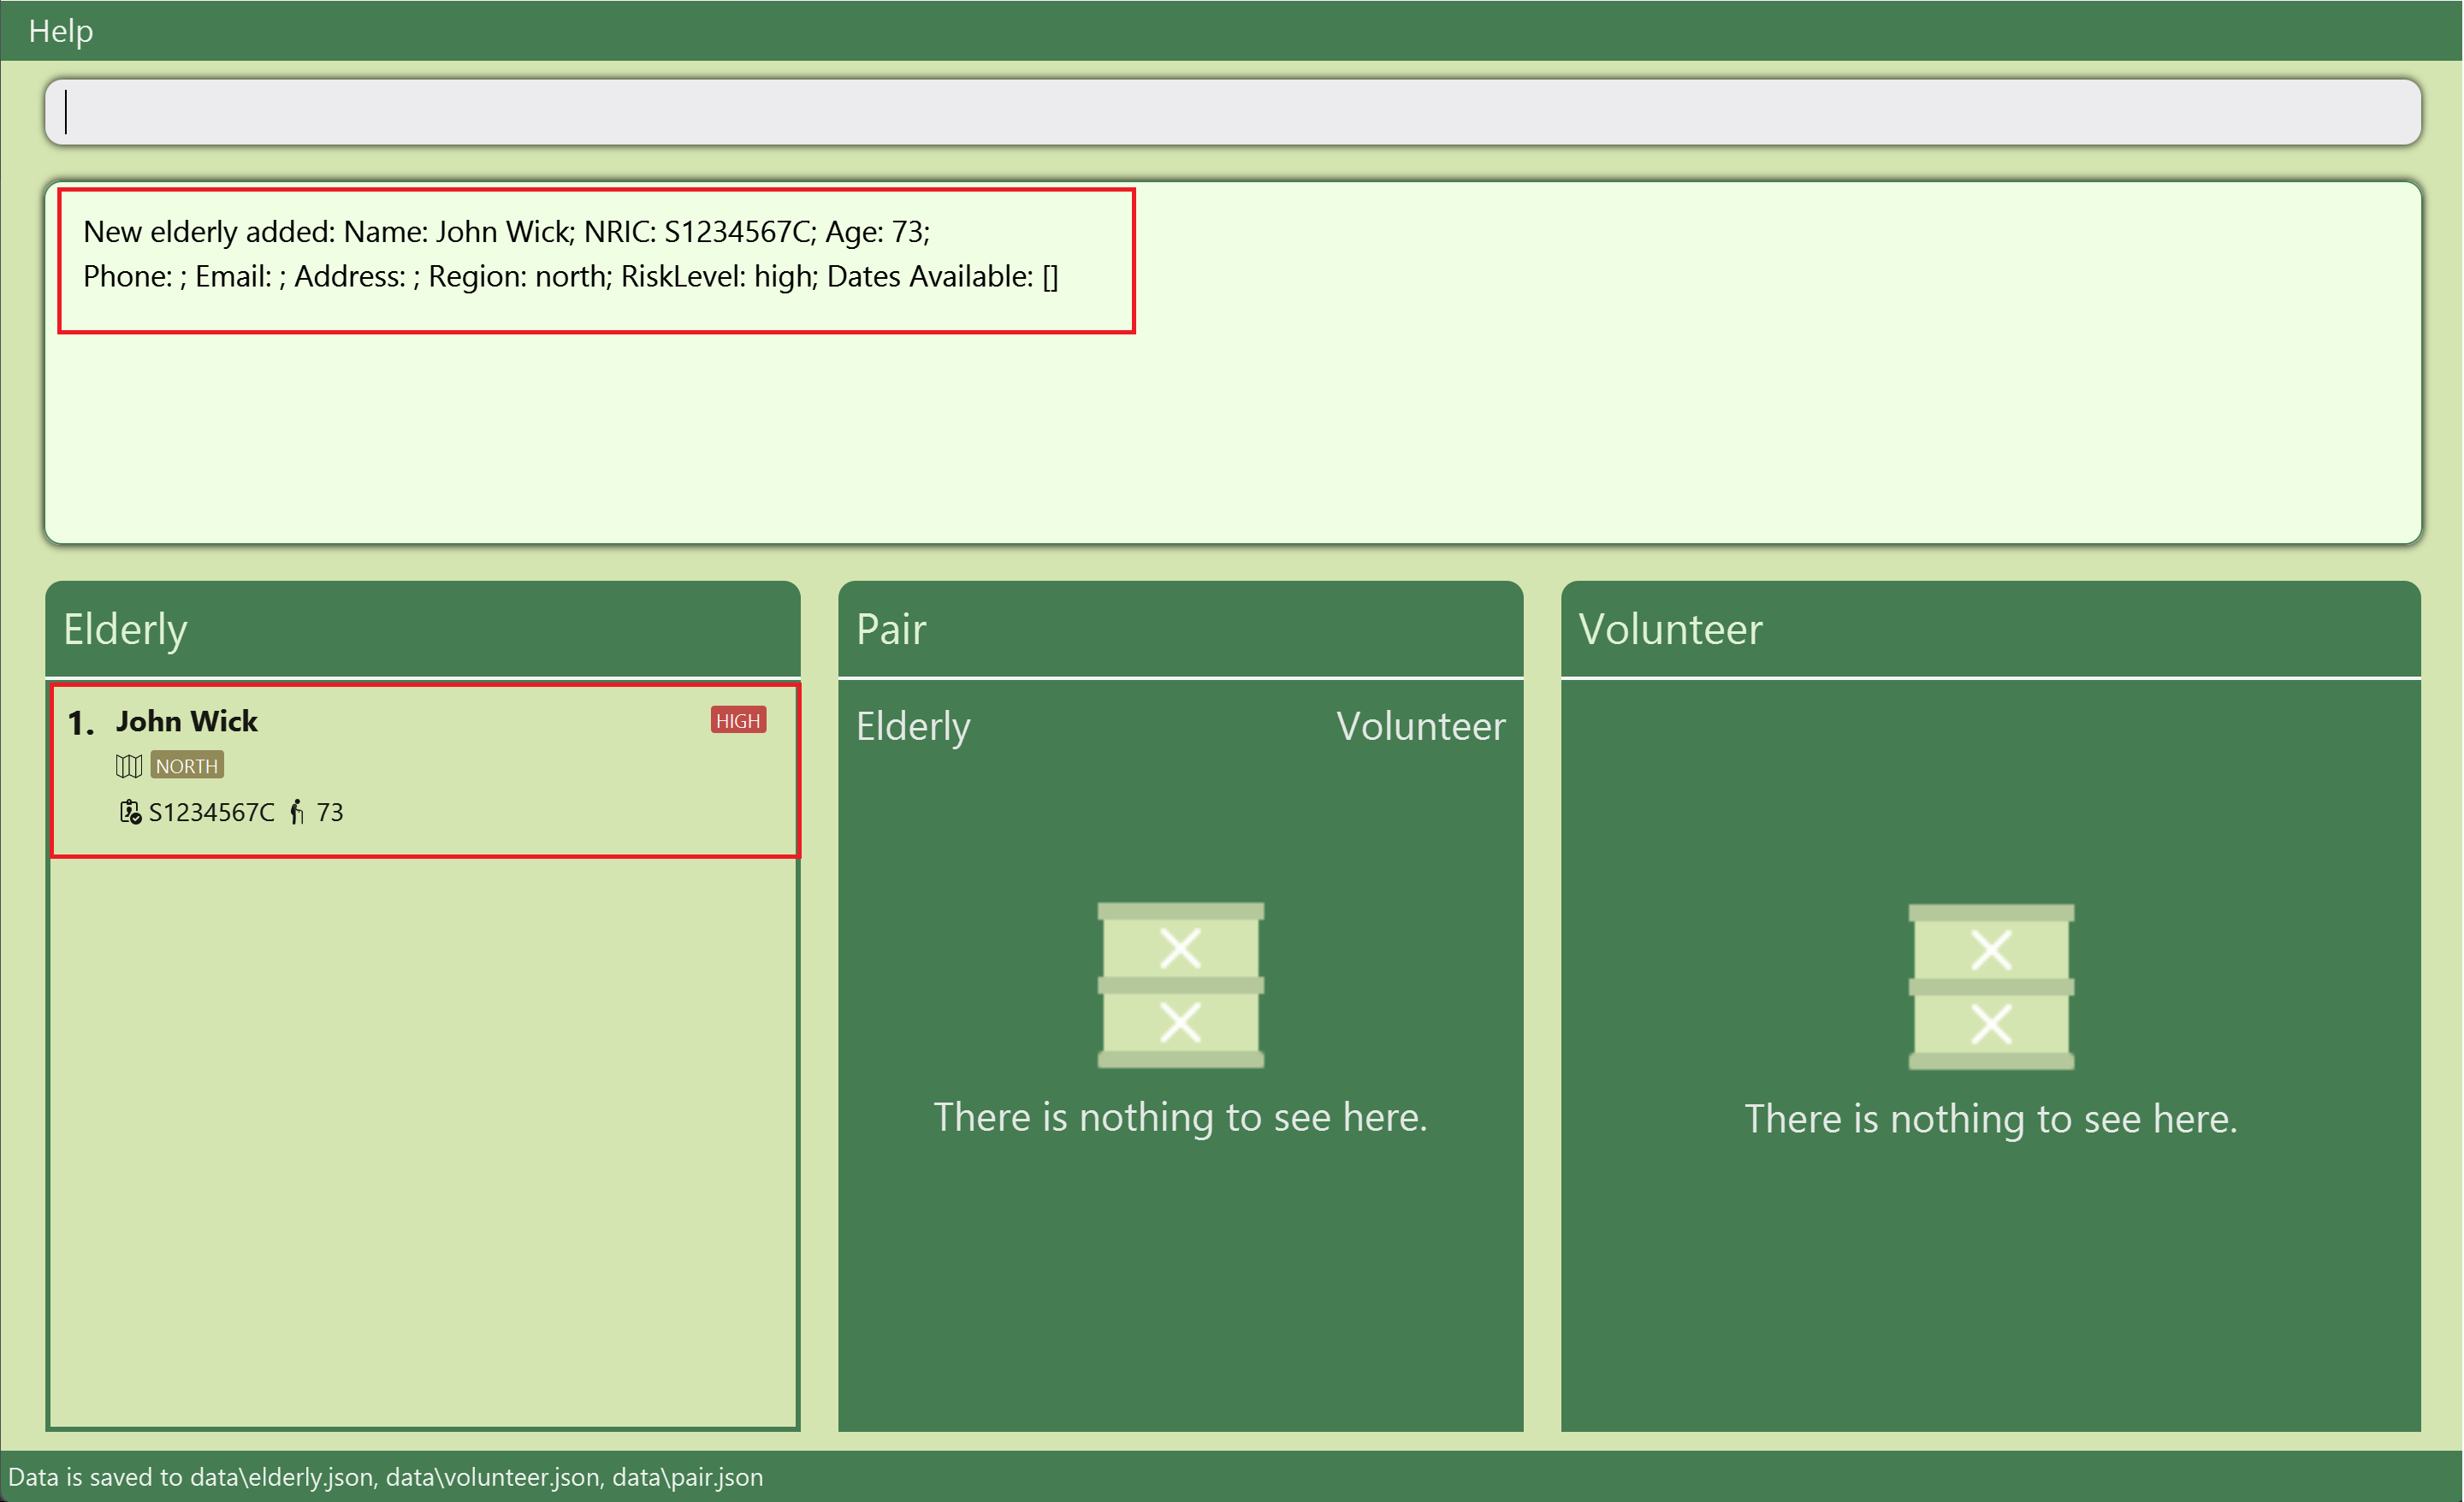 Help
New elderly added: Name: John Wick; NRIC: S1234567C; Age: 73;
Phone: ; Email: ; Address: ; Region: north; RiskLevel: high; Dates Available: []
Elderly
1. John Wick HIGH
NORTH
S1234567C 73
Pair
Elderly Volunteer
There is nothing to see here.
Volunteer
There is nothing to see here.
Data is saved to data\elderly.json, data\volunteer.json, data\pair.json